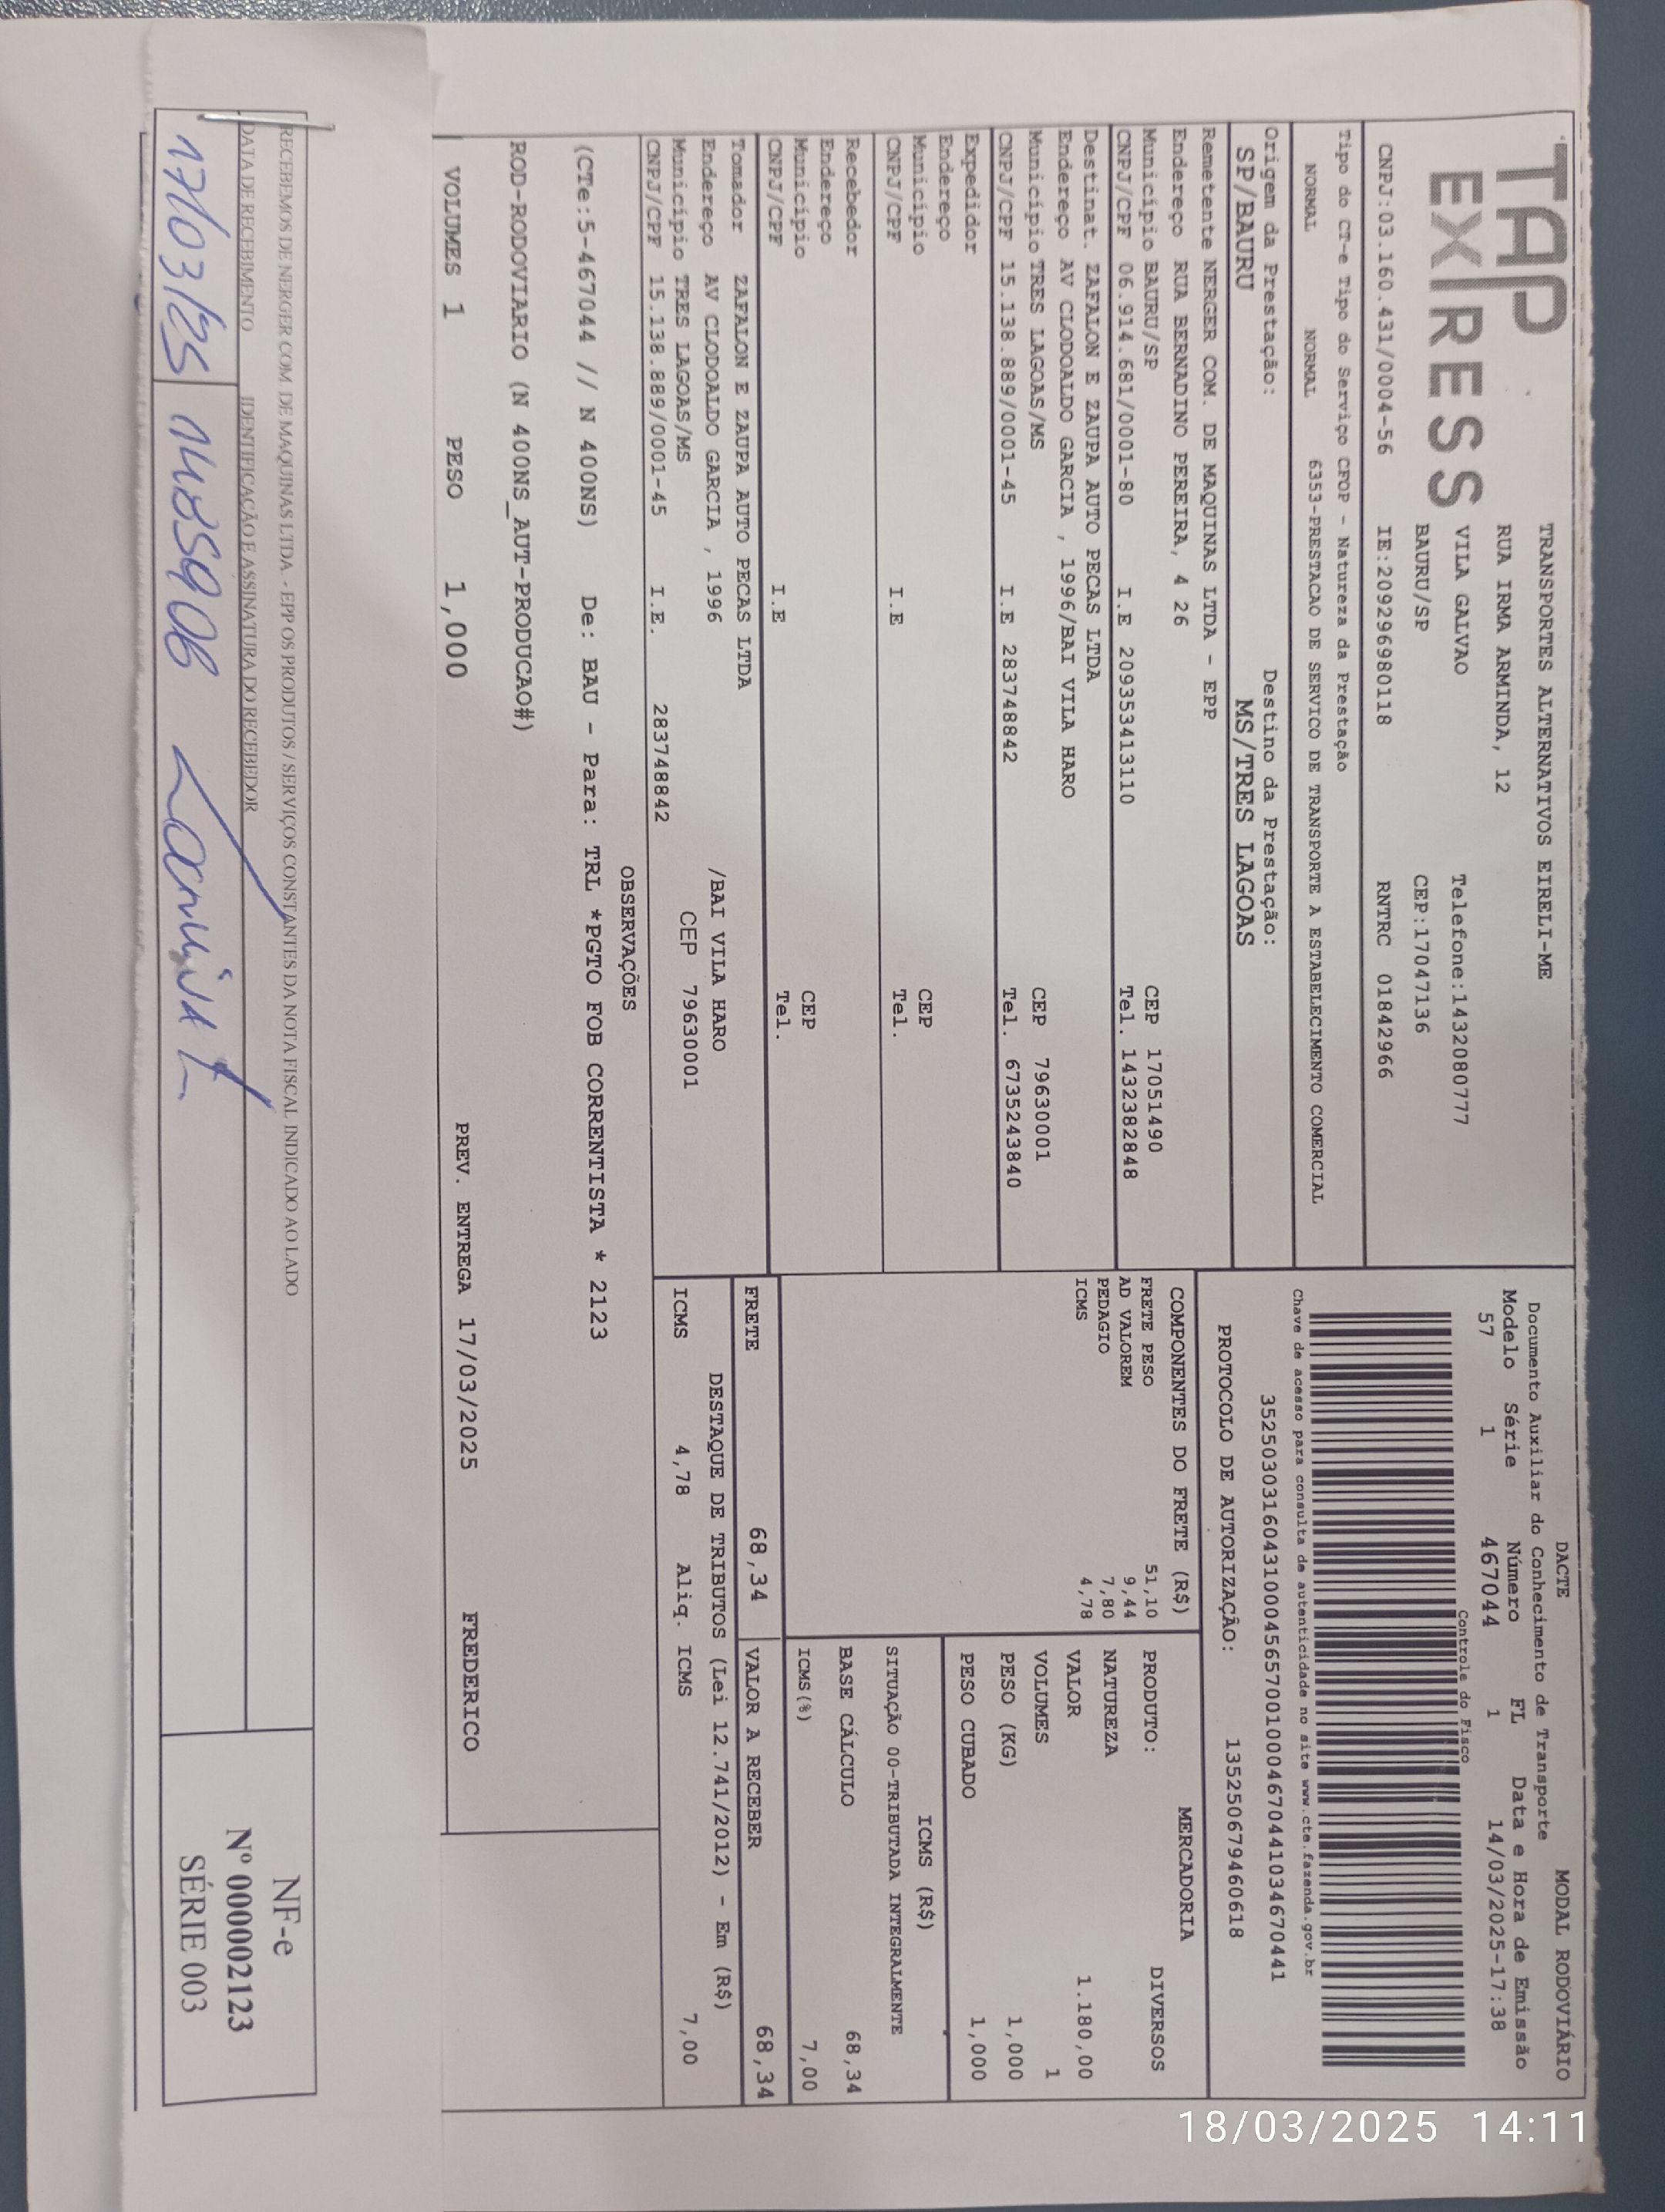 TAP EXPRESS
TRANSPORTES ALTERNATIVOS EIRELI-ME
RUA IRMA ARMINDA, 12
VILA GALVAO Telefone:1432080777
BAURU/SP CEP:17047136
CNPJ:03.160.431/0004-56 IE:209296980118 RNTRC 01842966
DACTE MODAL RODOVIÁRIO
Documento Auxiliar do Conhecimento de Transporte
Modelo Série Número FL Data e Hora de Emissão
57 1 467044 1 14/03/2025-17:38
Controle do Fisco
Chave de acesso para consulta de autenticidade no site www.cte.fazenda.gov.br
35250303160431000456570010004670441034670441
PROTOCOLO DE AUTORIZAÇÃO: 135250679460618
Tipo do CT-e Tipo do Serviço CFOP - Natureza da Prestação
NORMAL NORMAL 6353-PRESTACAO DE SERVICO DE TRANSPORTE A ESTABELECIMENTO COMERCIAL
Origem da Prestação: Destino da Prestação:
SP/BAURU MS/TRES LAGOAS
Remetente NERGER COM. DE MAQUINAS LTDA - EPP
Endereço RUA BERNADINO PEREIRA, 4 26
Município BAURU/SP CEP 17051490
CNPJ/CPF 06.914.681/0001-80 I.E 209353413110 Tel. 1432382848
Destinat. ZAFALON E ZAUPA AUTO PECAS LTDA
Endereço AV CLODOALDO GARCIA , 1996/BAI VILA HARO
Município TRES LAGOAS/MS CEP 79630001
CNPJ/CPF 15.138.889/0001-45 I.E 283748842 Tel. 6735243840
Expedidor
Endereço
Município CEP
CNPJ/CPF I.E Tel.
Recebedor
Endereço
Município CEP
CNPJ/CPF I.E Tel.
Tomador ZAFALON E ZAUPA AUTO PECAS LTDA
Endereço AV CLODOALDO GARCIA , 1996 /BAI VILA HARO
Município TRES LAGOAS/MS CEP 79630001
CNPJ/CPF 15.138.889/0001-45 I.E. 283748842
COMPONENTES DO FRETE (R$)
FRETE PESO 51,10
AD VALOREM 9,44
PEDAGIO 7,80
ICMS 4,78
MERCADORIA
PRODUTO: DIVERSOS
NATUREZA
VALOR 1.180,00
VOLUMES 1
PESO (KG) 1,000
PESO CUBADO 1,000
ICMS (R$)
SITUAÇÃO 00-TRIBUTADA INTEGRALMENTE
BASE CÁLCULO 68,34
ICMS(%) 7,00
FRETE 68,34 VALOR A RECEBER 68,34
DESTAQUE DE TRIBUTOS (Lei 12.741/2012) - Em (R$)
ICMS 4,78 Aliq. ICMS 7,00
OBSERVAÇÕES
(CTe:5-467044 // N 400NS) De: BAU - Para: TRL *PGTO FOB CORRENTISTA * 2123
ROD-RODOVIARIO (N 400NS_AUT-PRODUCAO#)
VOLUMES 1 PESO 1,000 PREV. ENTREGA 17/03/2025 FREDERICO
RECEBEMOS DE NERGER COM. DE MAQUINAS LTDA - EPP OS PRODUTOS / SERVIÇOS CONSTANTES DA NOTA FISCAL INDICADO AO LADO
DATA DE RECEBIMENTO IDENTIFICAÇÃO E ASSINATURA DO RECEBEDOR
17/03/25
NF-e
Nº 000002123
SÉRIE 003
18/03/2025 14:11